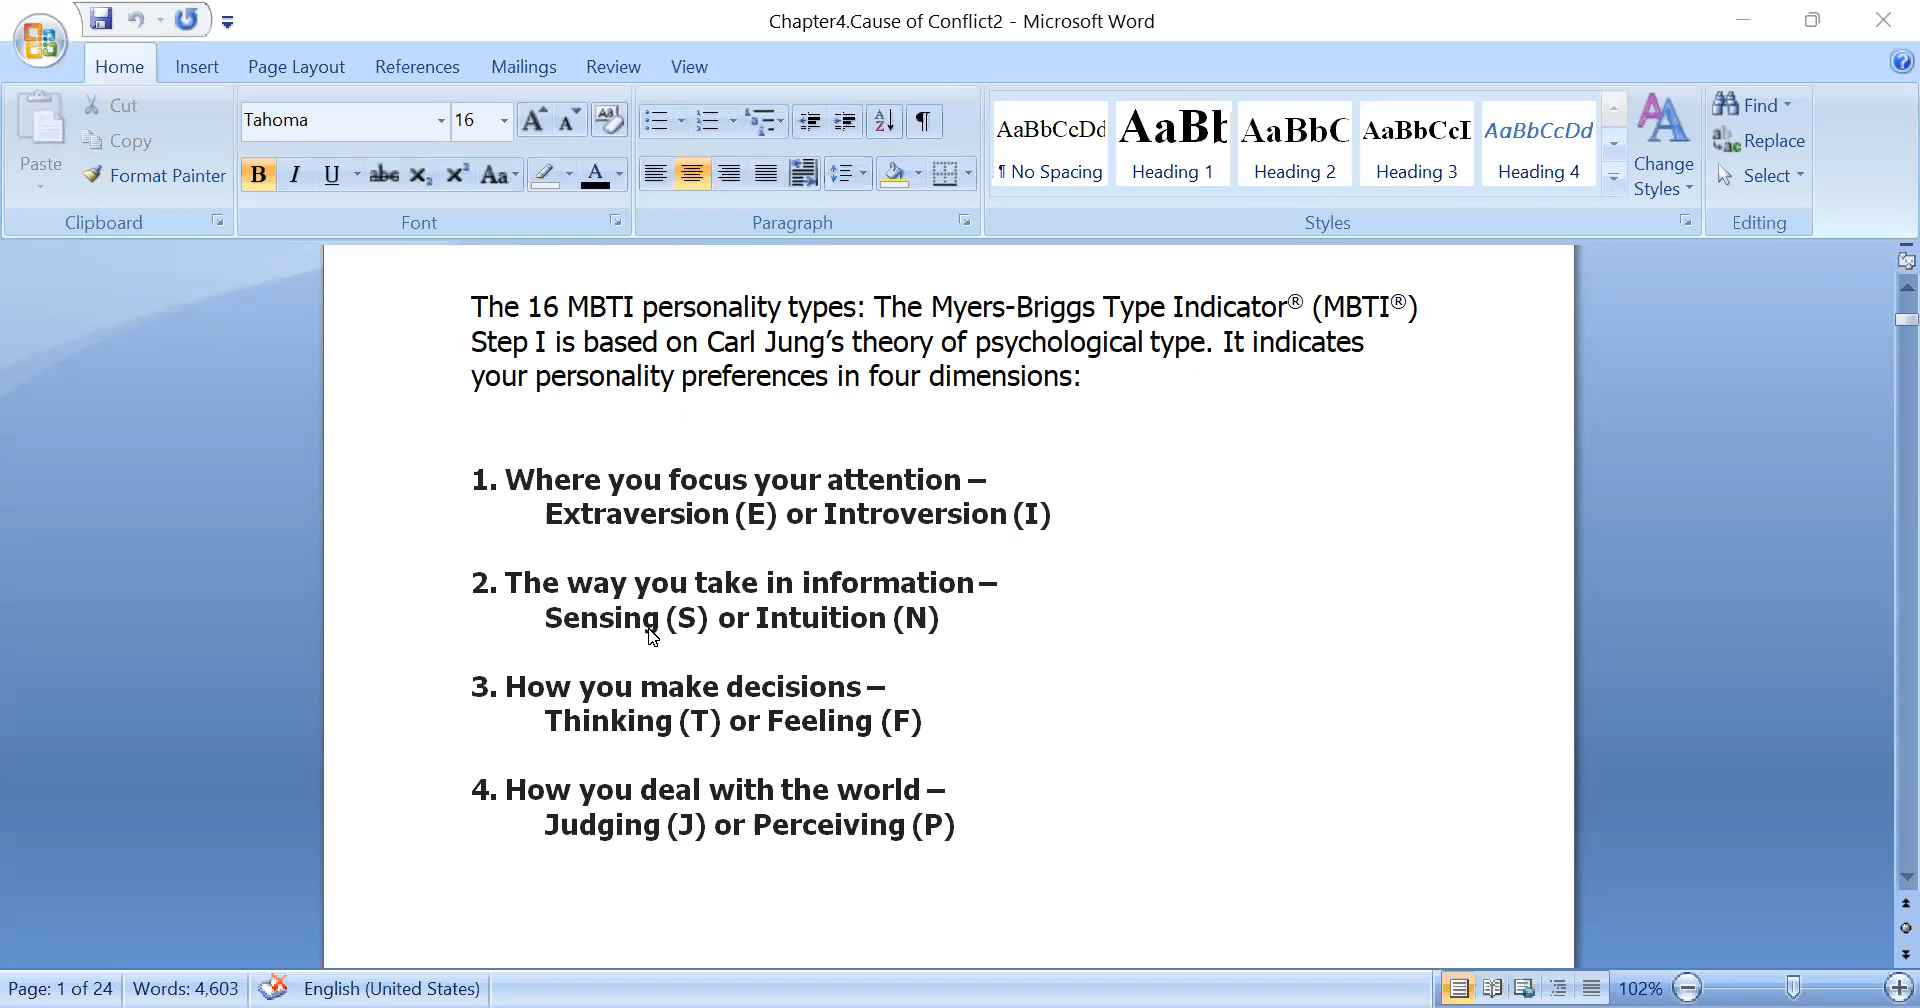 Chapter4.Cause of Conflict2 - Microsoft Word
Home Insert Page Layout References Mailings Review View
Paste
Cut
Copy
Format Painter
Clipboard
Tahoma 16
Font
Paragraph
AaBbCcDd AaBb AaBbC AaBbCcI AaBbCcDd
¶ No Spacing Heading 1 Heading 2 Heading 3 Heading 4
Change
Styles
Styles
Find
Replace
Select
Editing
The 16 MBTI personality types: The Myers-Briggs Type Indicator® (MBTI®)
Step I is based on Carl Jung’s theory of psychological type. It indicates
your personality preferences in four dimensions:
1. Where you focus your attention –
Extraversion (E) or Introversion (I)
2. The way you take in information –
Sensing (S) or Intuition (N)
3. How you make decisions –
Thinking (T) or Feeling (F)
4. How you deal with the world –
Judging (J) or Perceiving (P)
Page: 1 of 24 Words: 4,603 English (United States) 102%